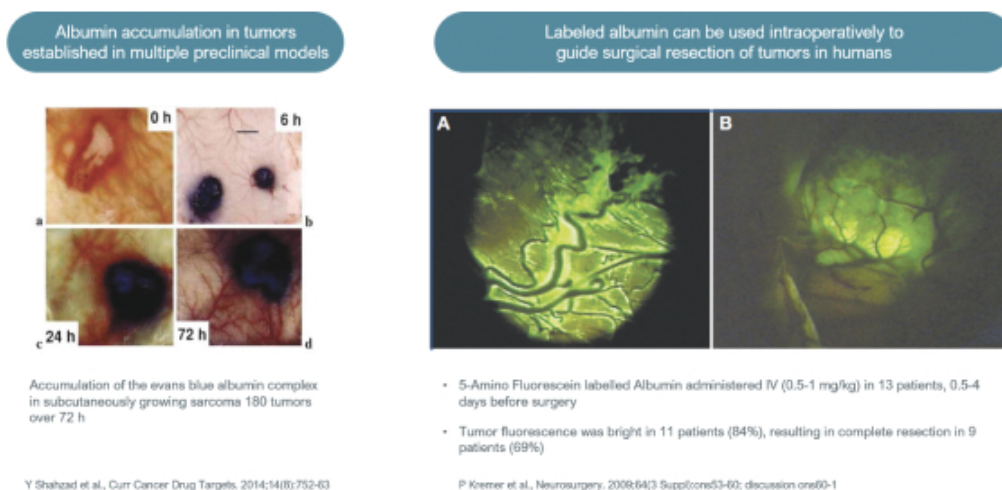 Albumin accumulation in tumors
established in multiple preclinical models
Labeled albumin can be used intraoperatively to
guide surgical resection of tumors in humans
0 h
6 h
a
b
24 h
72 h
c
d
A
B
Accumulation of the evans blue albumin complex
in subcutaneously growing sarcoma 180 tumors
over 72 h
• 5-Amino Fluorescein labelled Albumin administered IV (0.5-1 mg/kg) in 13 patients, 0.5-4
days before surgery
• Tumor fluorescence was bright in 11 patients (84%), resulting in complete resection in 9
patients (69%)
Y Shahzad et al., Curr Cancer Drug Targets. 2014;14(8):752-63
P Kremer et al., Neurosurgery. 2009;64(3 Suppl):ons53-60; discussion ons60-1